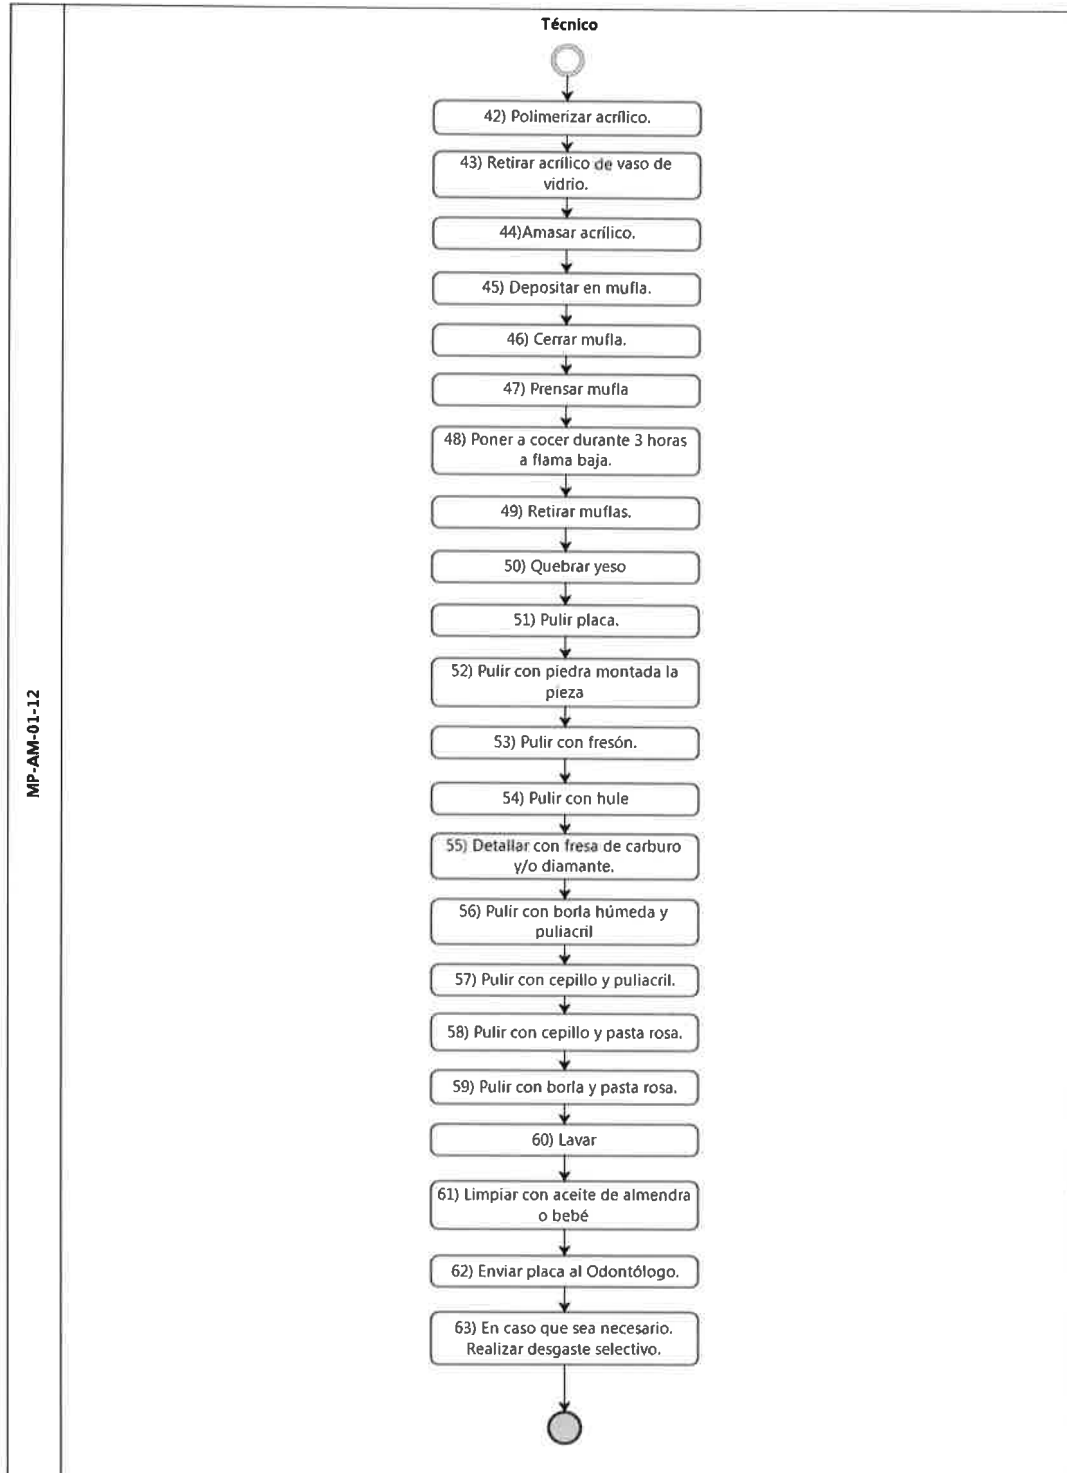 Técnico
42) Polimerizar acrílico.
43) Retirar acrílico de vaso de
vidrio.
44)Amasar acrílico.
45) Depositar en mufla.
46) Cerrar mufla.
47) Prensar mufla
48) Poner a cocer durante 3 horas
a flama baja.
49) Retirar muflas.
50) Quebrar yeso
51) Pulir placa.
52) Pulir con piedra montada la
pieza
53) Pulir con fresón.
54) Pulir con hule
55) Detallar con fresa de carburo
y/o diamante.
56) Pulir con borla húmeda y
puliacril
57) Pulir con cepillo y puliacril.
58) Pulir con cepillo y pasta rosa.
59) Pulir con borla y pasta rosa.
60) Lavar
61) Limpiar con aceite de almendra
o bebé
62) Enviar placa al Odontólogo.
63) En caso que sea necesario.
Realizar desgaste selectivo.
MP-AM-01-12